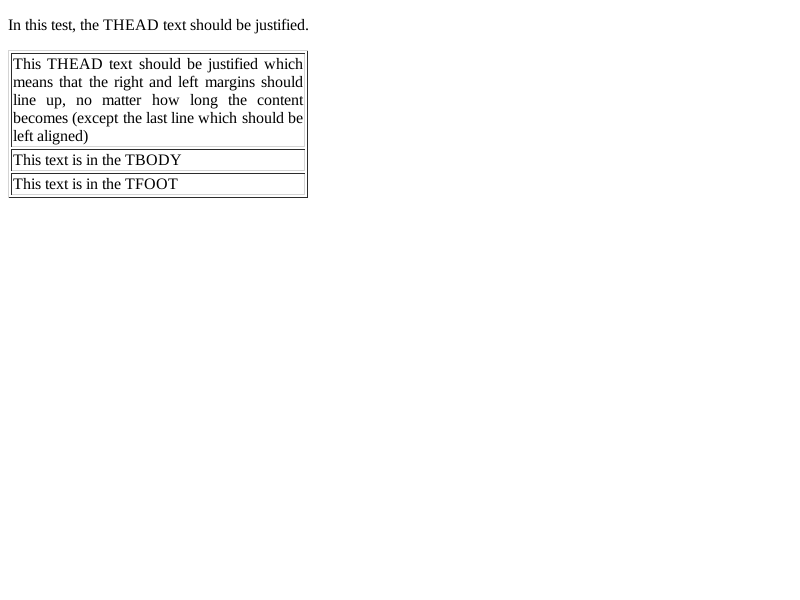 In this test, the THEAD text should be justified.
This THEAD text should be justified which
means that the right and left margins should
line up, no matter how long the content
becomes (except the last line which should be
left aligned)
This text is in the TBODY
This text is in the TFOOT